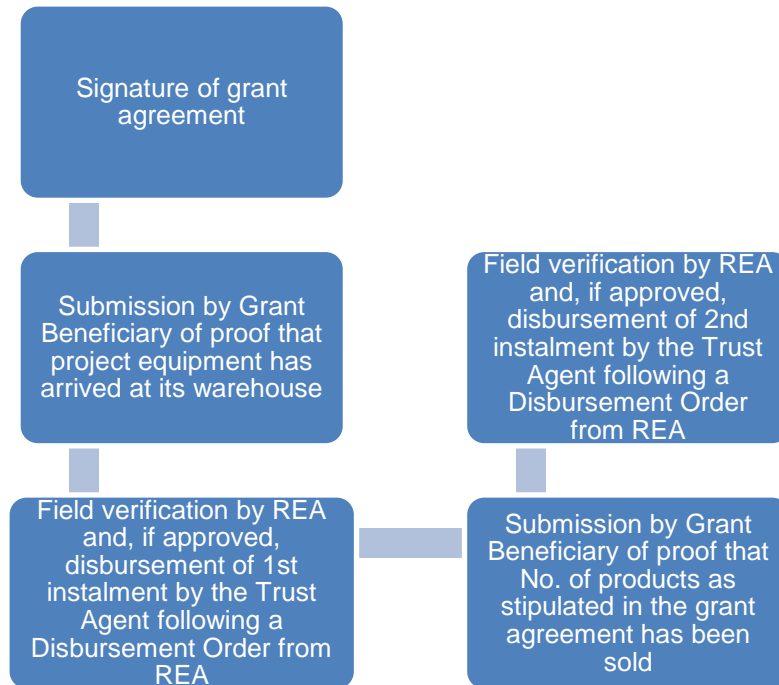 Signature of grant
agreement
Submission by Grant
Beneficiary of proof that
project equipment has
arrived at its warehouse
Field verification by REA
and, if approved,
disbursement of 1st
instalment by the Trust
Agent following a
Disbursement Order from
REA
Submission by Grant
Beneficiary of proof that
No. of products as
stipulated in the grant
agreement has been
sold
Field verification by REA
and, if approved,
disbursement of 2nd
instalment by the Trust
Agent following a
Disbursement Order
from REA